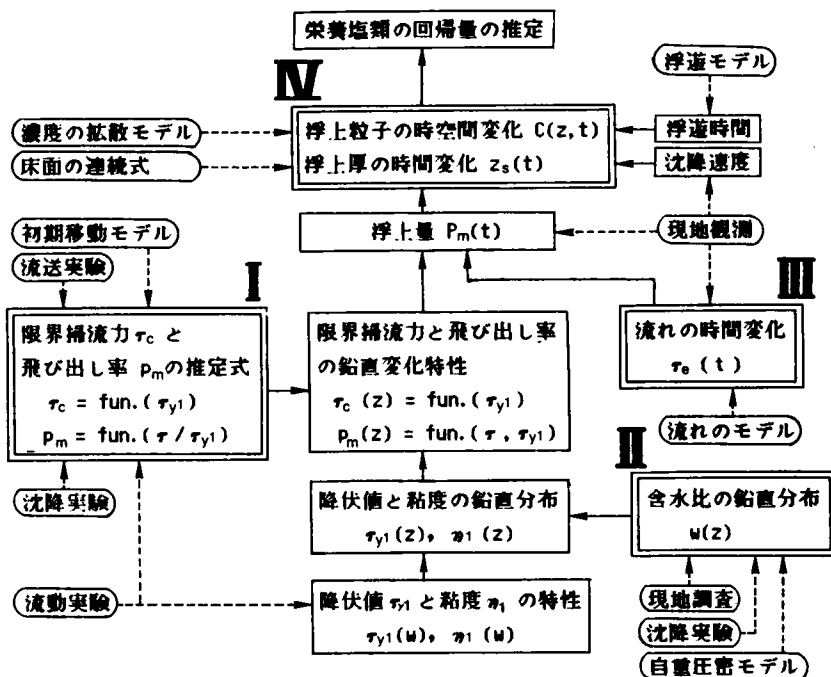 栄養塩類の回帰量の推定
IV
浮遊モデル
濃度の拡散モデル
床面の連続式
浮上粒子の時空間変化 C(z,t)
浮上厚の時間変化 zs(t)
浮遊時間
沈降速度
初期移動モデル
流送実験
浮上量 Pm(t)
現地観測
I
III
限界掃流力τc と
飛び出し率 pmの推定式
τc = fun.(τy1)
pm = fun.(τ/τy1)
限界掃流力と飛び出し率
の鉛直変化特性
τc (z) = fun.(τy1)
pm(z) = fun.(τ, τy1)
流れの時間変化
τe (t)
流れのモデル
II
沈降実験
降伏値と粘度の鉛直分布
τy1(z), η1 (z)
含水比の鉛直分布
w(z)
流動実験
降伏値 τy1 と粘度 η1 の特性
τy1(w), η1 (w)
現地調査
沈降実験
自重圧密モデル